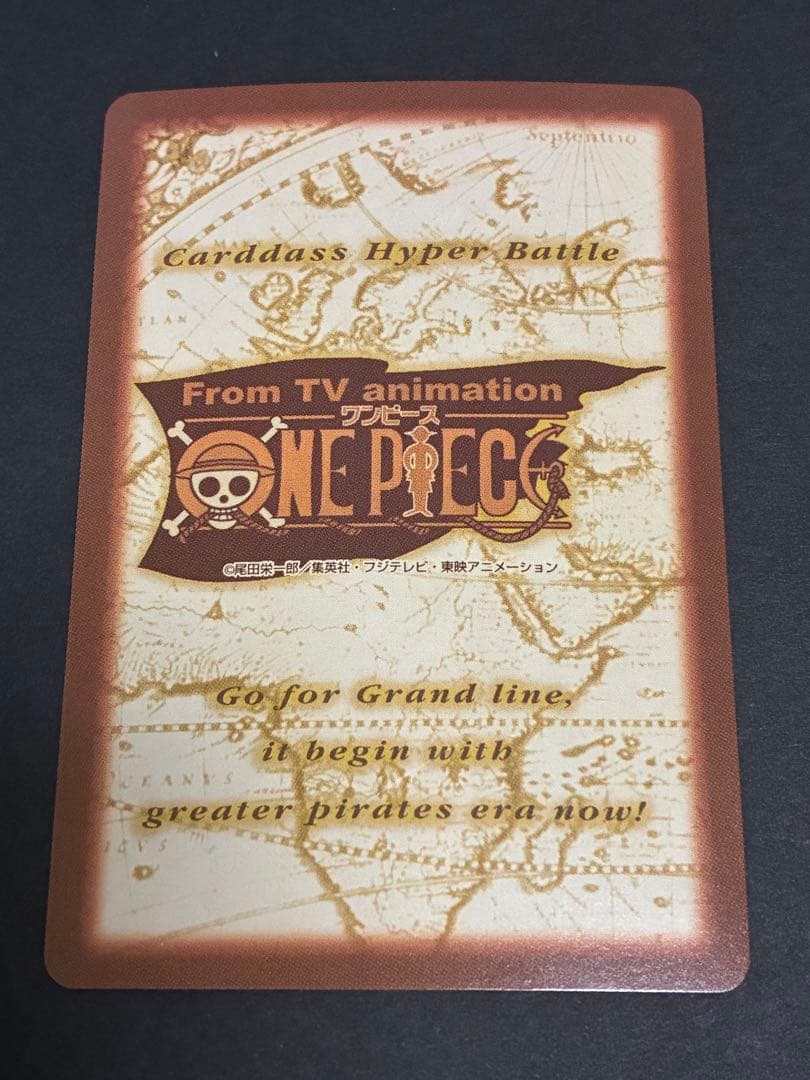 Septentrio
Carddass Hyper Battle
TLAN
From TV animation
ワンピース
ONE PIECE
©尾田栄一郎／集英社・フジテレビ・東映アニメーション
Go for Grand line,
it begin with
OCEANVS
greater pirates era now!